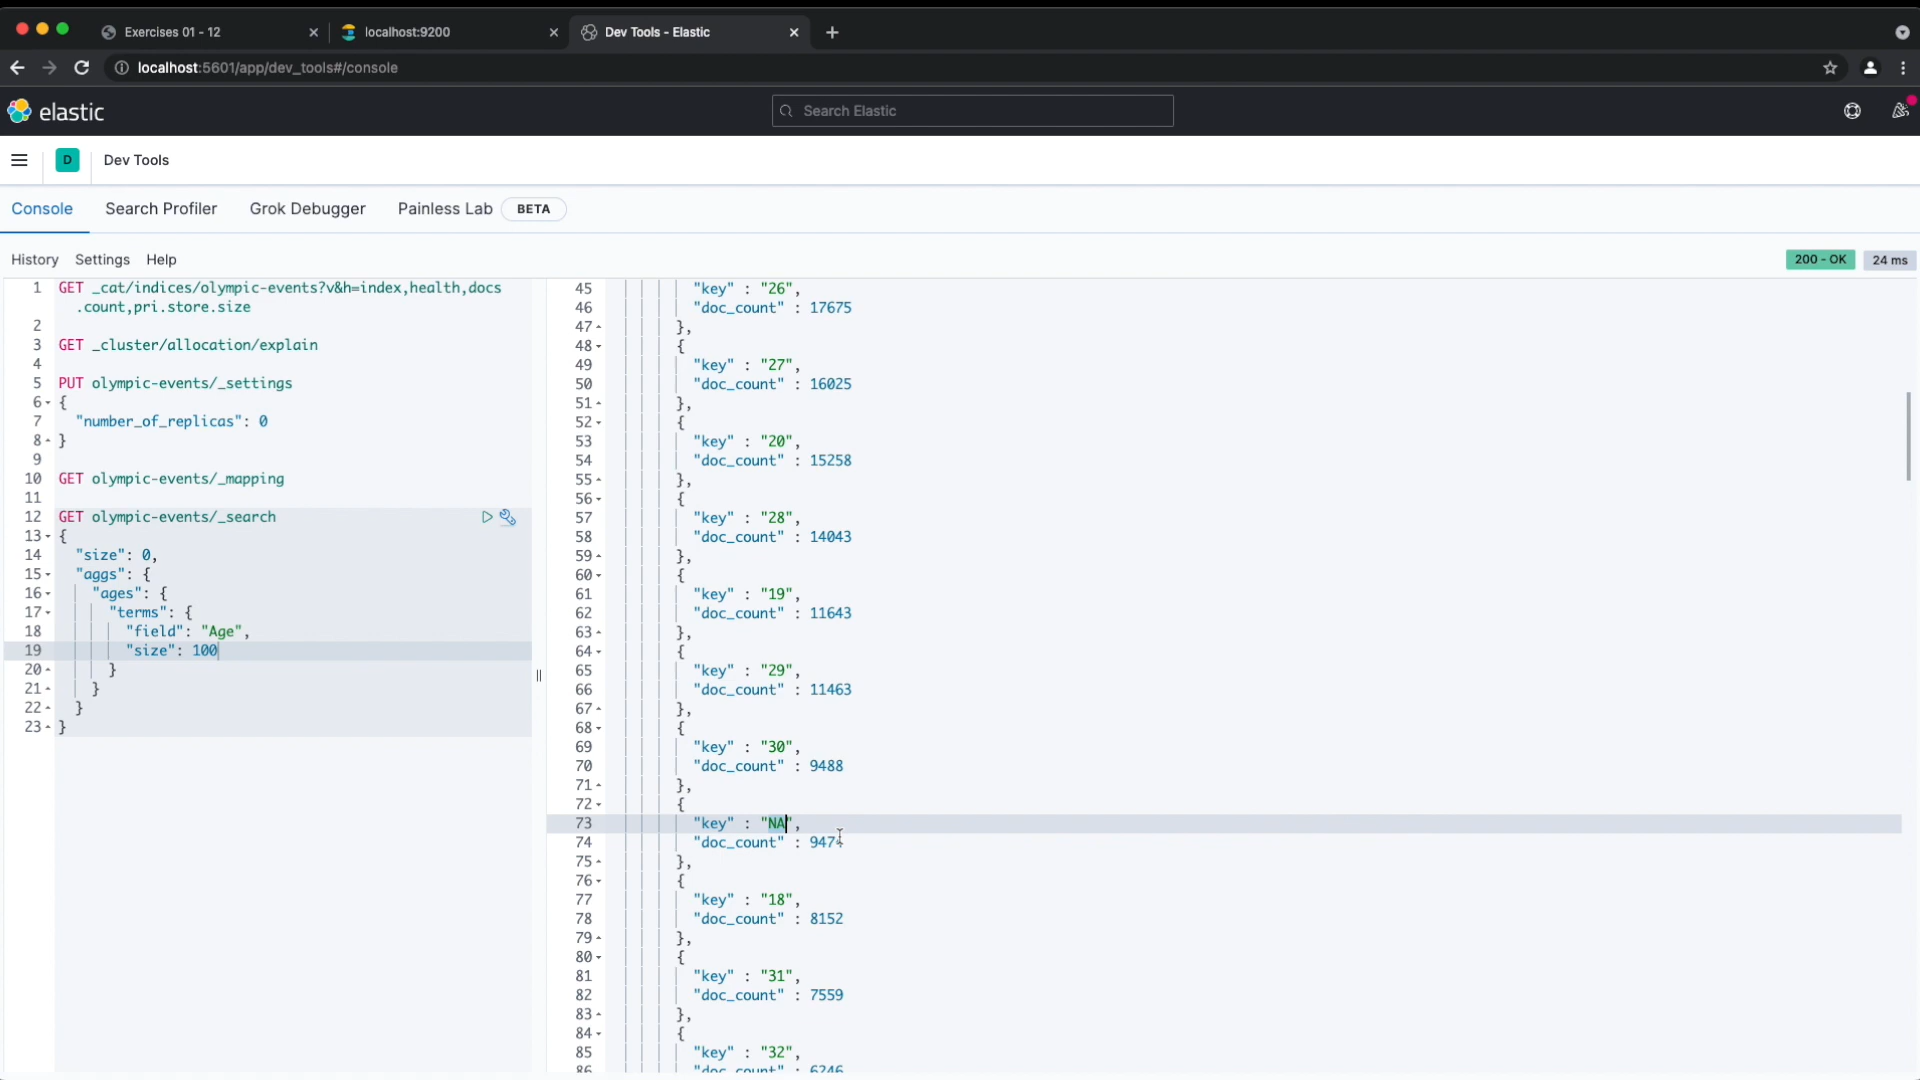 Exercises 01 - 12
localhost:9200
Dev Tools - Elastic
localhost:5601/app/dev_tools#/console
elastic
Search Elastic
D
Dev Tools
Console
Search Profiler
Grok Debugger
Painless Lab
BETA
History
Settings
Help
200 - OK
24 ms
1 GET _cat/indices/olympic-events?v&h=index,health,docs
.count,pri.store.size
2
3 GET _cluster/allocation/explain
4
5 PUT olympic-events/_settings
6 {
7 "number_of_replicas": 0
8 }
9
10 GET olympic-events/_mapping
11
12 GET olympic-events/_search
13 {
14 "size": 0,
15 "aggs": {
16 "ages": {
17 "terms": {
18 "field": "Age",
19 "size": 100
20 }
21 }
22 }
23 }
45 "key" : "26",
46 "doc_count" : 17675
47 },
48 {
49 "key" : "27",
50 "doc_count" : 16025
51 },
52 {
53 "key" : "20",
54 "doc_count" : 15258
55 },
56 {
57 "key" : "28",
58 "doc_count" : 14043
59 },
60 {
61 "key" : "19",
62 "doc_count" : 11643
63 },
64 {
65 "key" : "29",
66 "doc_count" : 11463
67 },
68 {
69 "key" : "30",
70 "doc_count" : 9488
71 },
72 {
73 "key" : "NA",
74 "doc_count" : 
75 },
76 {
77 "key" : "18",
78 "doc_count" : 8152
79 },
80 {
81 "key" : "31",
82 "doc_count" : 7559
83 },
84 {
85 "key" : "32",
86 "doc_count" : 6246